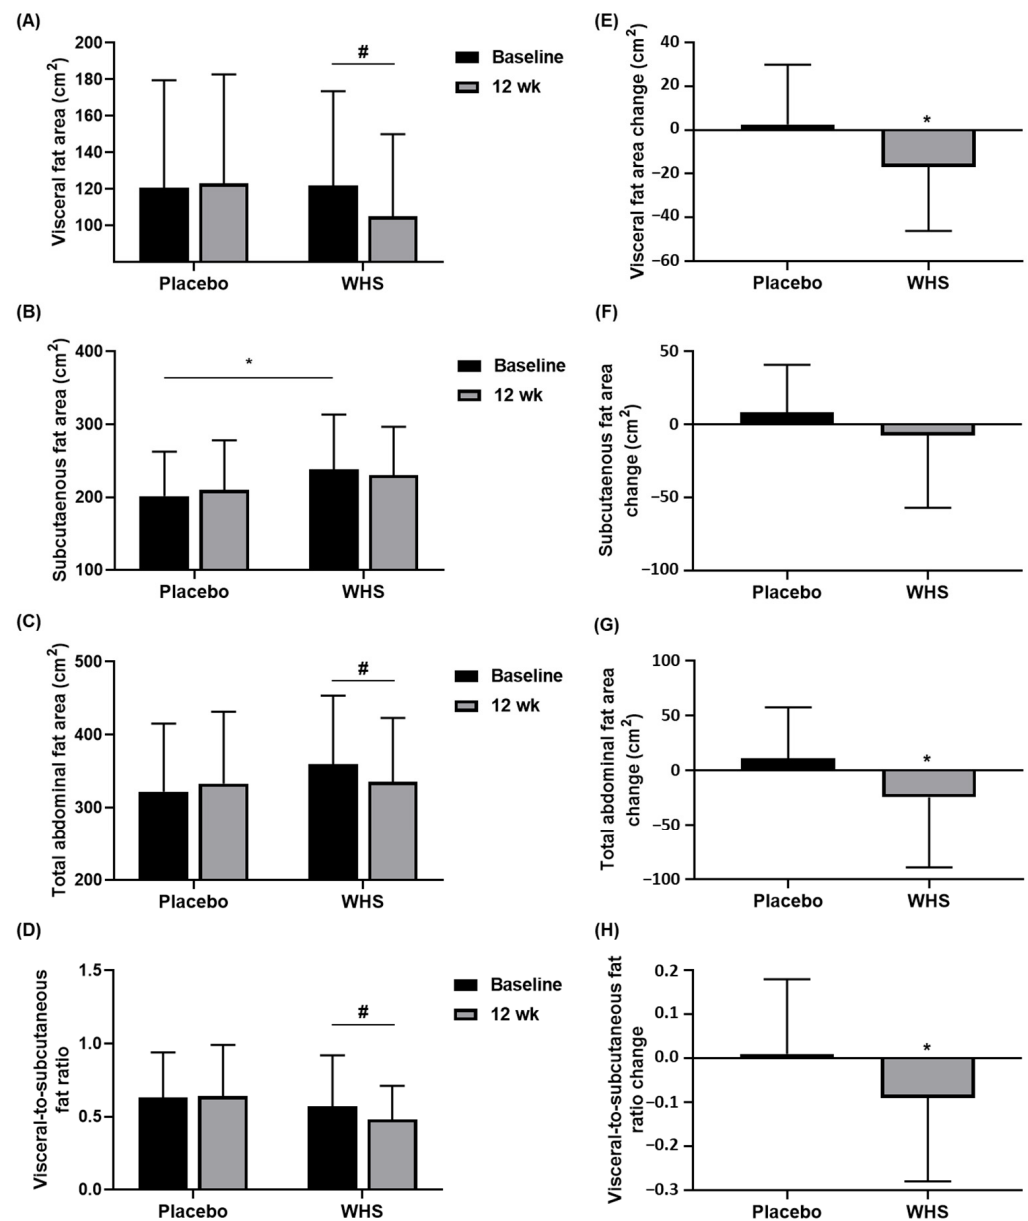 (A)
Visceral fat area (cm2)
200
180
160
140
120
100
#
Baseline
12 wk
Placebo
WHS
(E)
Visceral fat area change (cm2)
40
20
0
−20
−40
−60
*
Placebo
WHS
(B)
Subcutaenous fat area (cm2)
400
300
200
100
*
Baseline
12 wk
Placebo
WHS
(F)
Subcutaenous fat area
change (cm2)
50
0
−50
−100
Placebo
WHS
(C)
Total abdominal fat area (cm2)
500
400
300
200
#
Baseline
12 wk
Placebo
WHS
(G)
Total abdominal fat area
change (cm2)
100
50
0
−50
−100
*
Placebo
WHS
(D)
Visceral-to-subcutaneous
fat ratio
1.5
1.0
0.5
0.0
#
Baseline
12 wk
Placebo
WHS
(H)
Visceral-to-subcutaneous fat
ratio change
0.2
0.1
0.0
−0.1
−0.2
−0.3
*
Placebo
WHS